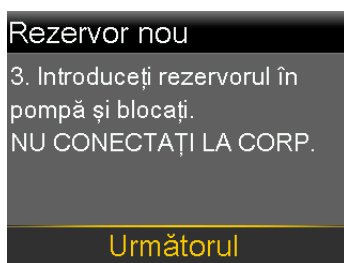 Rezervor nou
3. Introduceți rezervorul în
pompă și blocați.
NU CONECTAȚI LA CORP.
Următorul